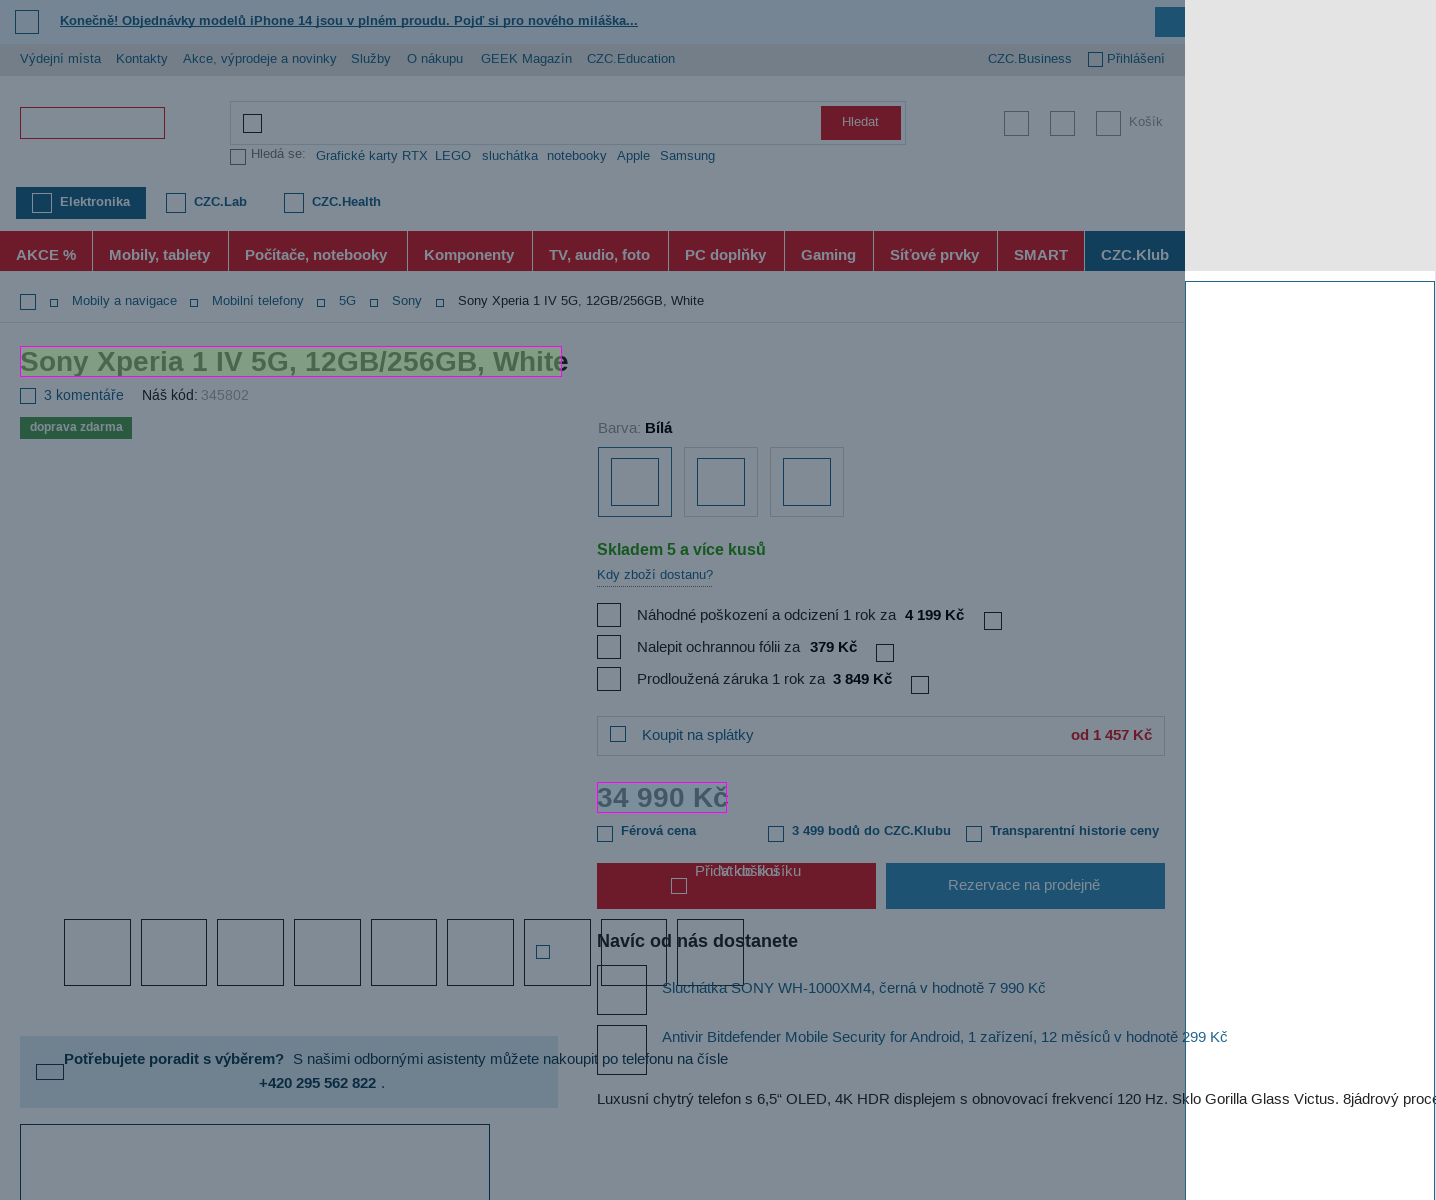 Konečně! Objednávky modelů iPhone 14 jsou v plném proudu. Pojď si pro nového miláška...
Výdejní místa Kontakty Akce, výprodeje a novinky Služby O nákupu GEEK Magazín CZC.Education CZC.Business Přihlášení
Hledat Košík
Hledá se: Grafické karty RTX LEGO sluchátka notebooky Apple Samsung
Elektronika CZC.Lab CZC.Health
AKCE % Mobily, tablety Počítače, notebooky Komponenty TV, audio, foto PC doplňky Gaming Síťové prvky SMART CZC.Klub
Mobily a navigace Mobilní telefony 5G Sony Sony Xperia 1 IV 5G, 12GB/256GB, White
Sony Xperia 1 IV 5G, 12GB/256GB, White
3 komentáře Náš kód: 345802
doprava zdarma
Barva: Bílá
Skladem 5 a více kusů
Kdy zboží dostanu?
Náhodné poškození a odcizení 1 rok za 4 199 Kč
Nalepit ochrannou fólii za 379 Kč
Prodloužená záruka 1 rok za 3 849 Kč
Koupit na splátky od 1 457 Kč
34 990 Kč
Férová cena 3 499 bodů do CZC.Klubu Transparentní historie ceny
Přidat do košíku
V košíku
Rezervace na prodejně
Navíc od nás dostanete
Sluchátka SONY WH-1000XM4, černá v hodnotě 7 990 Kč
Antivir Bitdefender Mobile Security for Android, 1 zařízení, 12 měsíců v hodnotě 299 Kč
Potřebujete poradit s výběrem? S našimi odbornými asistenty můžete nakoupit po telefonu na čísle
+420 295 562 822 .
Luxusní chytrý telefon s 6,5“ OLED, 4K HDR displejem s obnovovací frekvencí 120 Hz. Sklo Gorilla Glass Victus. 8jádrový proce